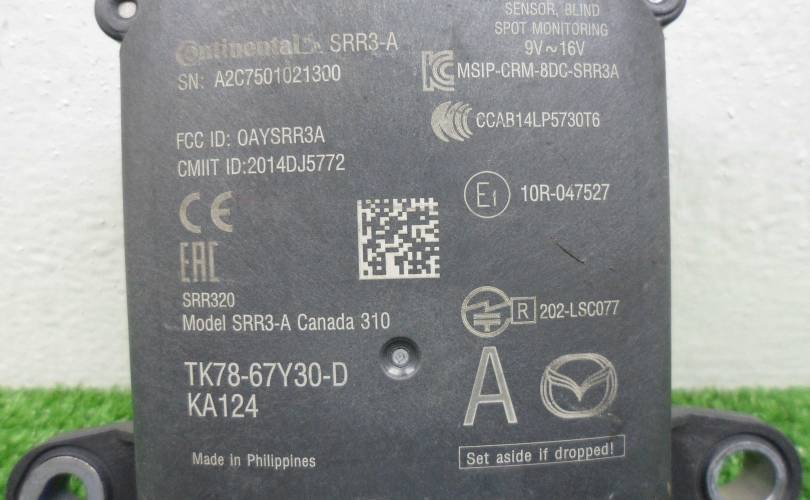 Continental SRR3-A
SN: A2C7501021300
SENSOR, BLIND
SPOT MONITORING
9V~16V
MSIP-CRM-8DC-SRR3A
CCAB14LP5730T6
FCC ID: OAYSRR3A
CMIIT ID:2014DJ5772
E1 10R-047527
CE
EAC
SRR320
Model SRR3-A Canada 310
R 202-LSC077
TK78-67Y30-D
KA124
A
Made in Philippines
Set aside if dropped!